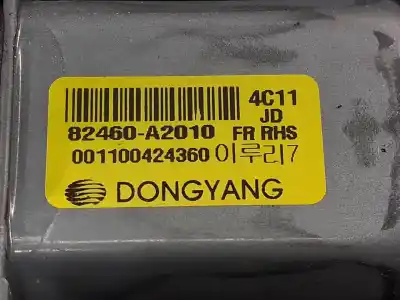 4C11
JD
82460-A2010 FR RHS
001100424360 이루리7
DONGYANG